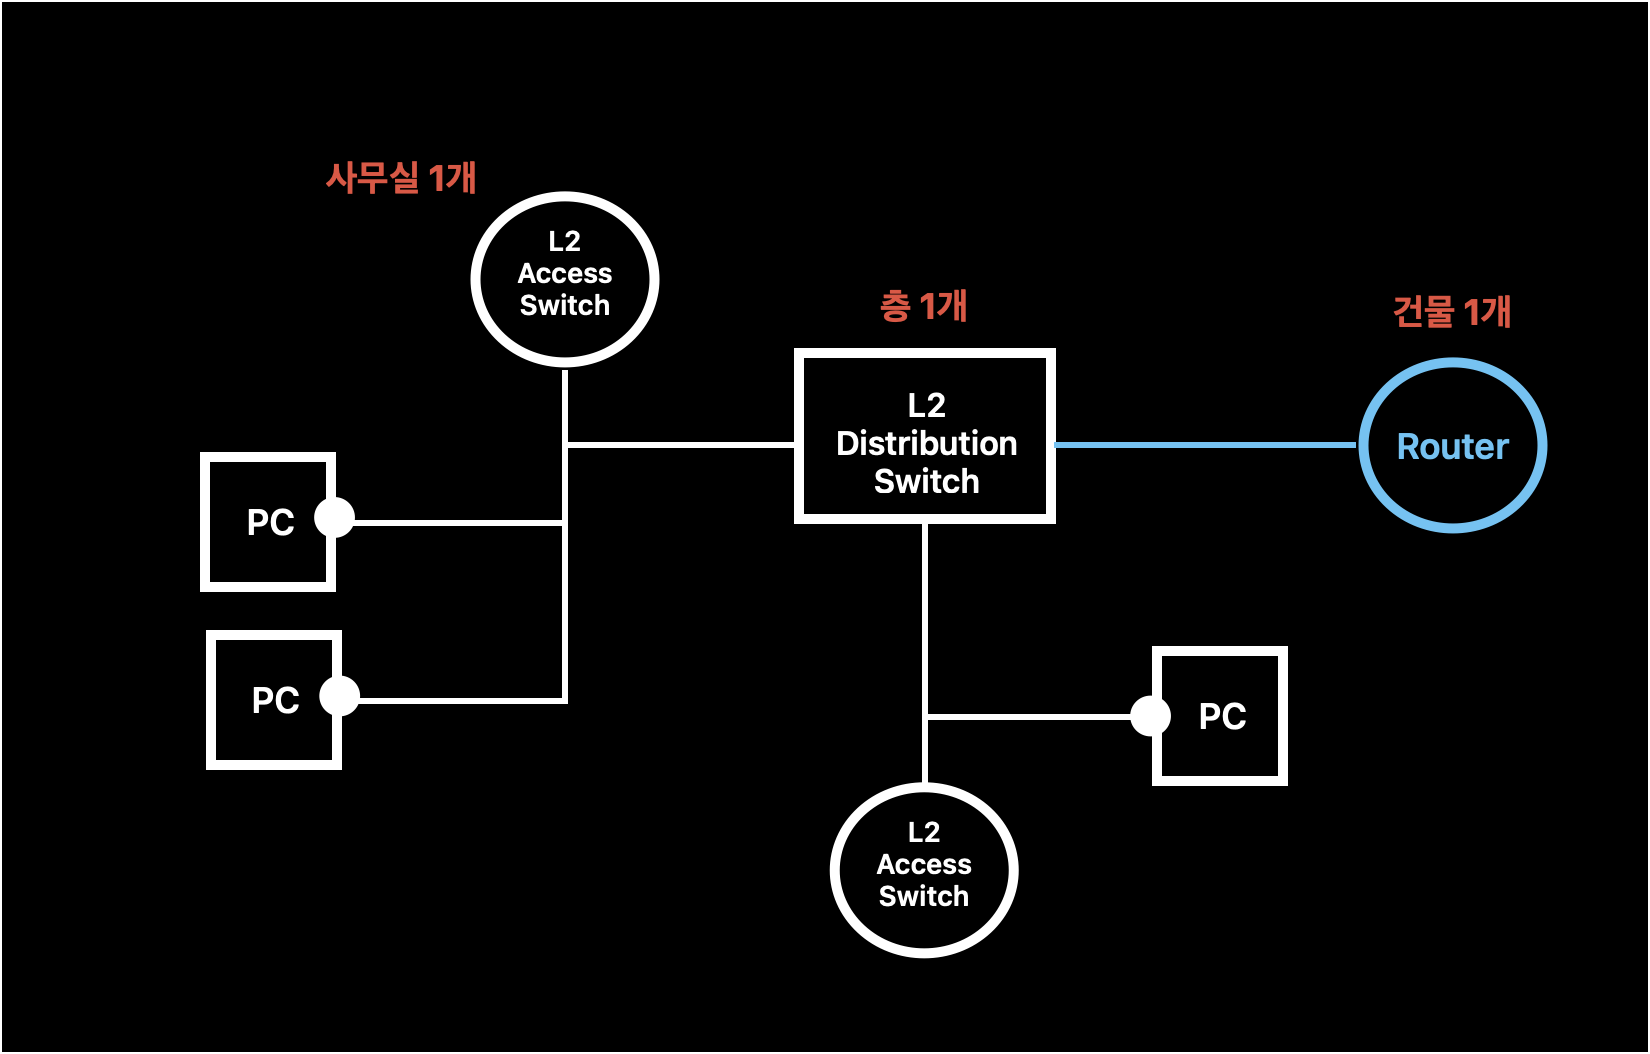 사무실 1개
L2
Access
Switch
층 1개
건물 1개
L2
Distribution
Switch
Router
PC
PC
PC
L2
Access
Switch